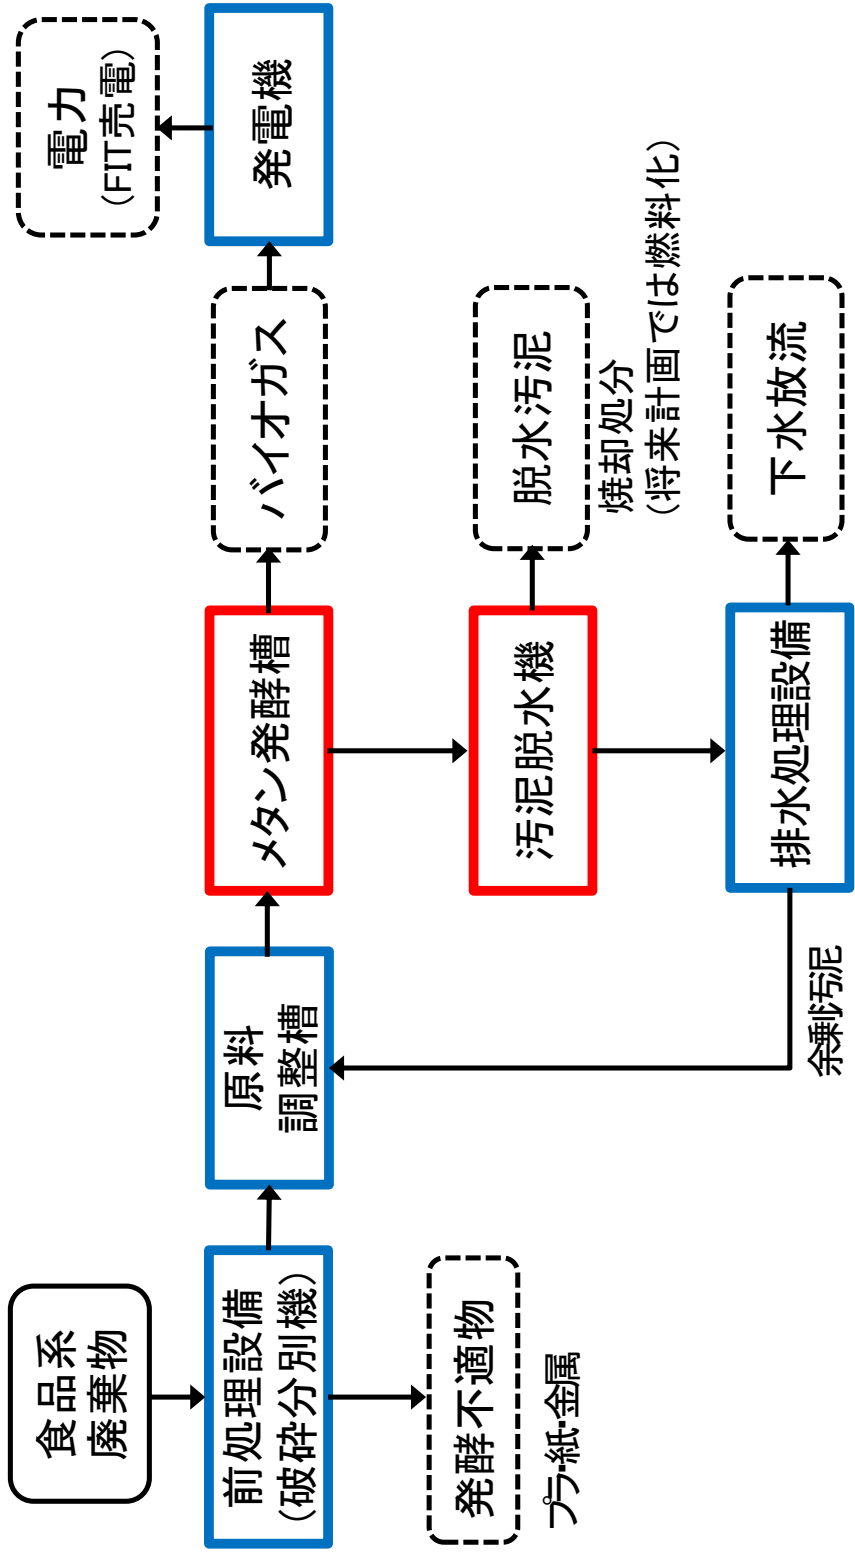 食品系
廃棄物
前処理設備
(破砕分別機)
発酵不適物
プラ・紙・金属
原料
調整槽
メタン発酵槽
バイオガス
発電機
電力
(FIT売電)
汚泥脱水機
脱水汚泥
焼却処分
(将来計画では燃料化)
排水処理設備
下水放流
余剰汚泥